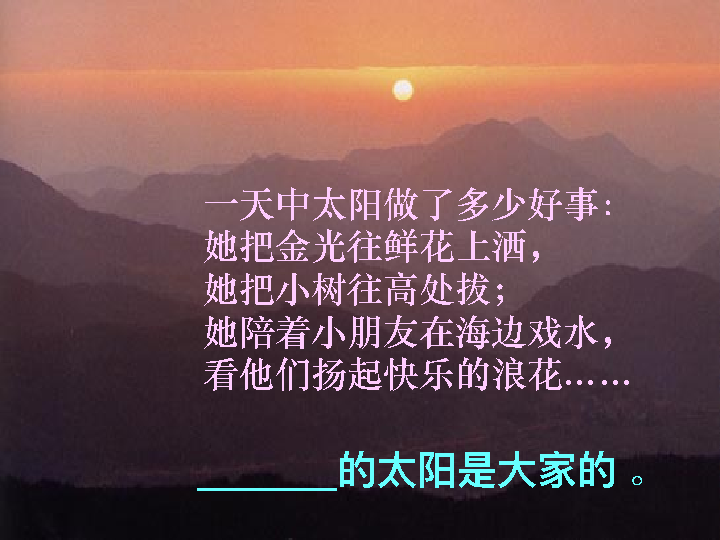 一天中太阳做了多少好事:
她把金光往鲜花上洒，
她把小树往高处拔；
她陪着小朋友在海边戏水，
看他们扬起快乐的浪花……
_______的太阳是大家的 。